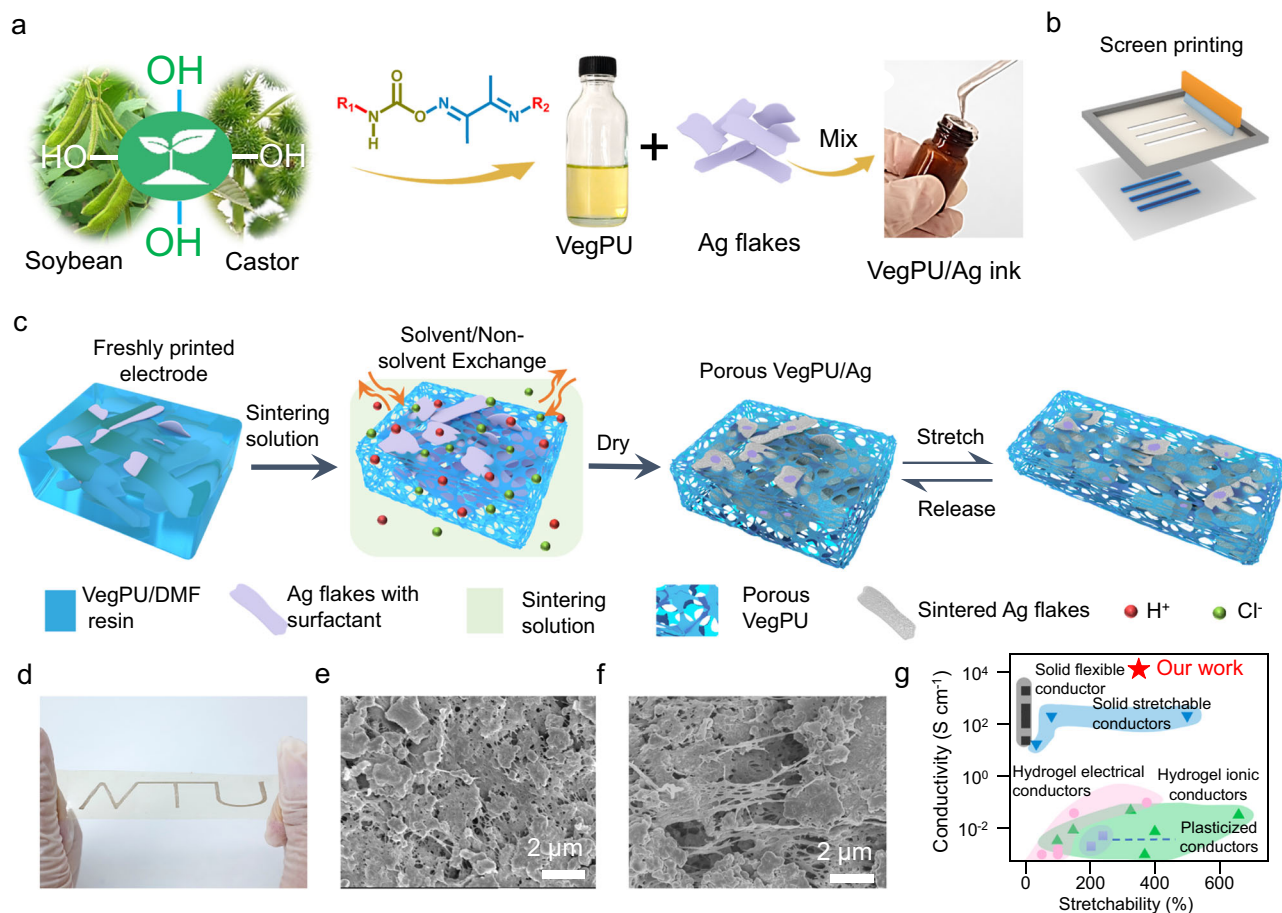 a
OH
HO
OH
OH
Soybean
Castor
R1
N
H
O
O
N
N
R2
VegPU
+
Ag flakes
Mix
VegPU/Ag ink
b
Screen printing
c
Freshly printed
electrode
Sintering
solution
Solvent/Non-
solvent Exchange
Dry
Porous VegPU/Ag
Stretch
Release
VegPU/DMF
resin
Ag flakes with
surfactant
Sintering
solution
Porous
VegPU
Sintered Ag flakes
H⁺
Cl⁻
d
NTU
e
2 µm
f
2 µm
g
Conductivity (S cm⁻¹)
10⁴
10²
10⁰
10⁻²
Solid flexible
conductor
Our work
Solid stretchable
conductors
Hydrogel electrical
conductors
Hydrogel ionic
conductors
Plasticized
conductors
0
200
400
600
Stretchability (%)